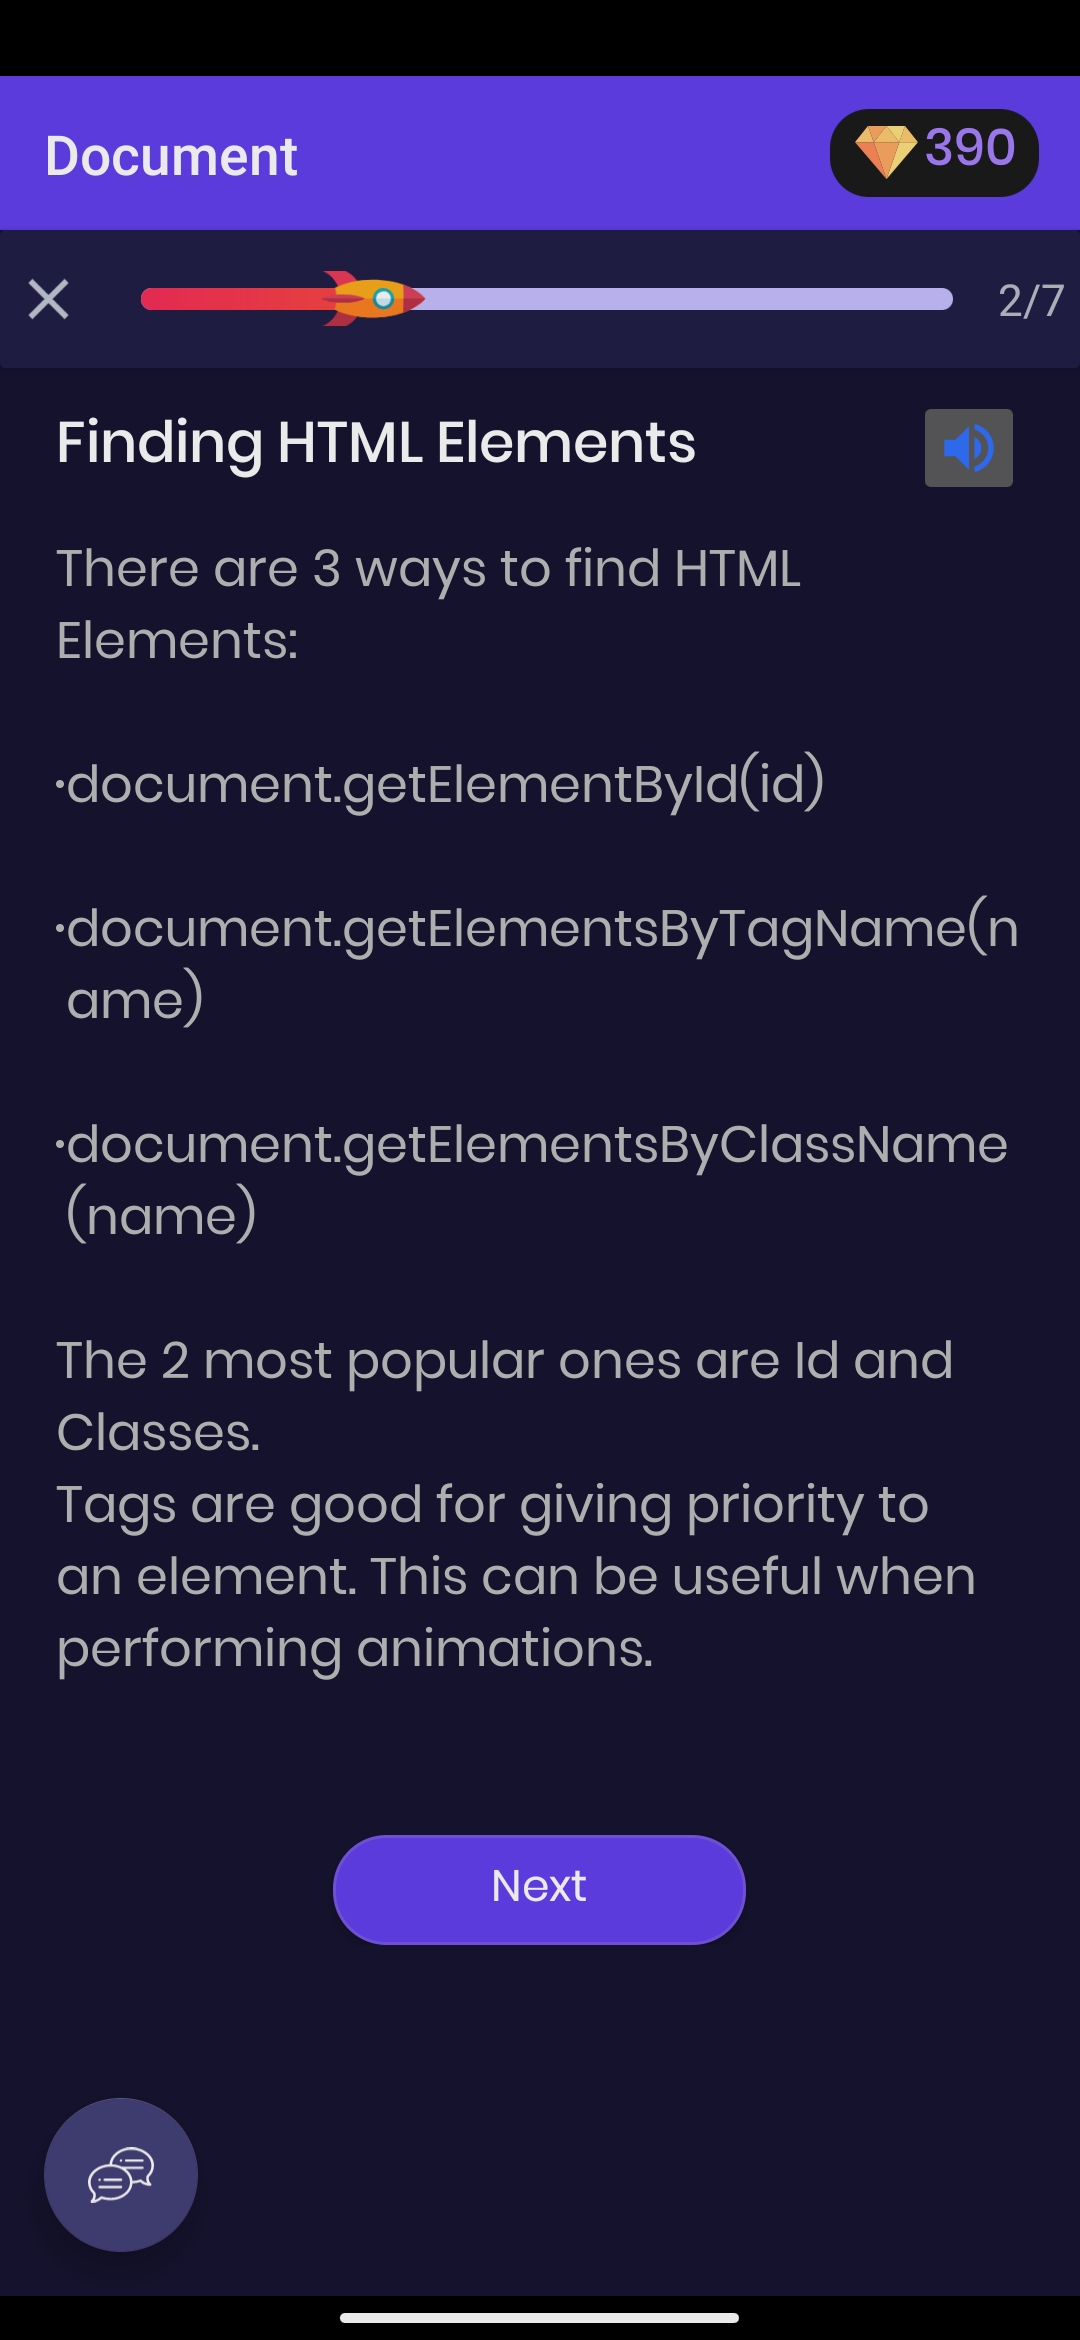 Document
390
2/7
Finding HTML Elements
There are 3 ways to find HTML
Elements:
·document.getElementById(id)
·document.getElementsByTagName(n
ame)
·document.getElementsByClassName
(name)
The 2 most popular ones are Id and
Classes.
Tags are good for giving priority to
an element. This can be useful when
performing animations.
Next